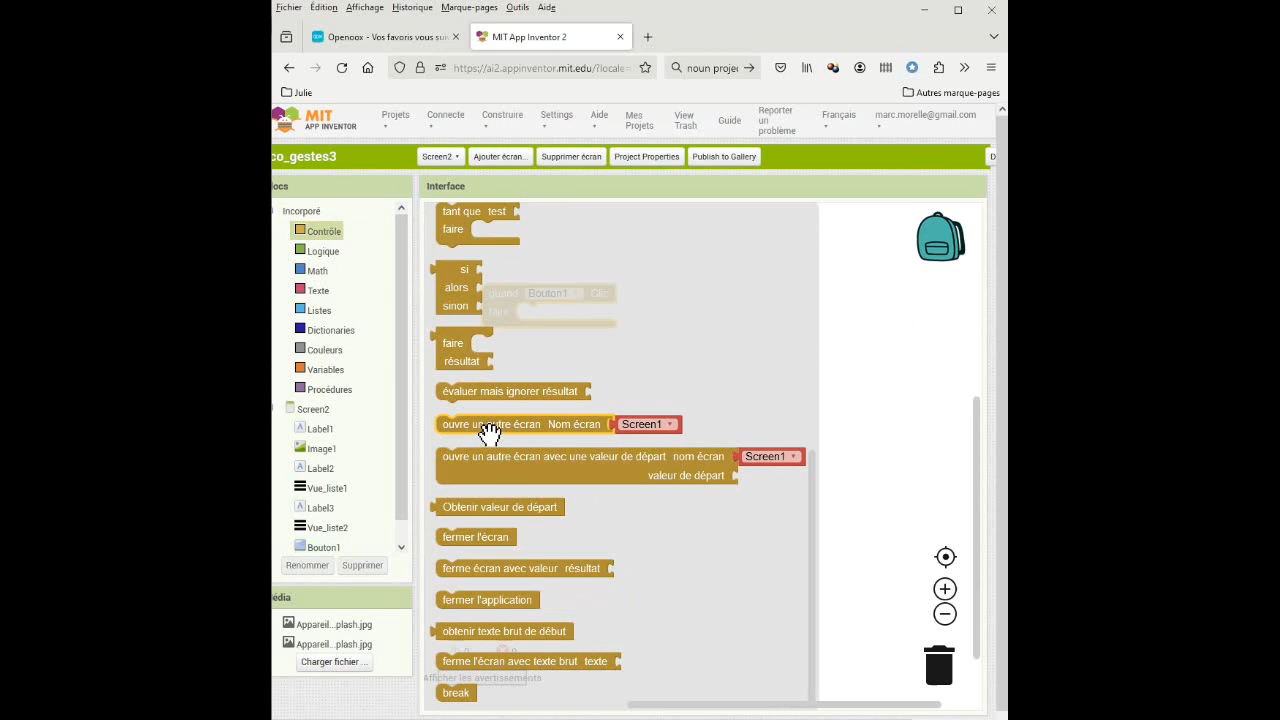 Fichier Édition Affichage Historique Marque-pages Outils Aide
Openoox - Vos favoris vous sui MIT App Inventor 2
https://ai2.appinventor.mit.edu/?locale= noun projec
Julie Autres marque-pages
MIT APP INVENTOR Projets Connecte Construire Settings Aide Mes Projets View Trash Guide Reporter un problème Français marc.morelle@gmail.com
co_gestes3 Screen2 Ajouter écran... Supprimer écran Project Properties Publish to Gallery D
ocs Interface
Incorporé
Contrôle
Logique
Math
Texte
Listes
Dictionaries
Couleurs
Variables
Procédures
Screen2
Label1
Image1
Label2
Vue_liste1
Label3
Vue_liste2
Bouton1
Renommer Supprimer
édia
Appareil...plash.jpg
Appareil...plash.jpg
Charger fichier ...
tant que test
faire
si
alors
sinon
quand Bouton1 .Clic
faire
faire
résultat
évaluer mais ignorer résultat
ouvre un autre écran Nom écran Screen1
ouvre un autre écran avec une valeur de départ nom écran Screen1
valeur de départ
Obtenir valeur de départ
fermer l'écran
ferme écran avec valeur résultat
fermer l'application
obtenir texte brut de début
0 0
ferme l'écran avec texte brut texte
Afficher les avertissements
break